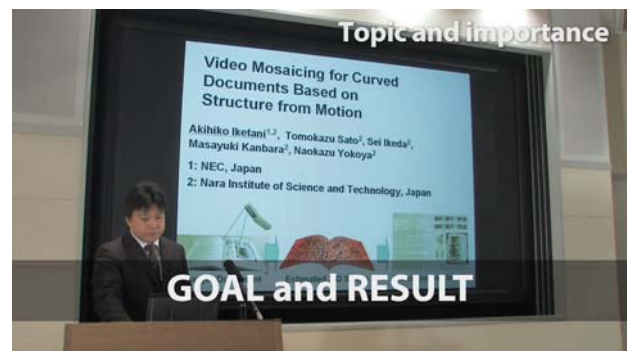 Topic and importance
Video Mosaicing for Curved
Documents Based on
Structure from Motion
Akihiko Iketani1,2, Tomokazu Sato2, Sei Ikeda2,
Masayuki Kanbara2, Naokazu Yokoya2
1: NEC, Japan
2: Nara Institute of Science and Technology, Japan
GOAL and RESULT